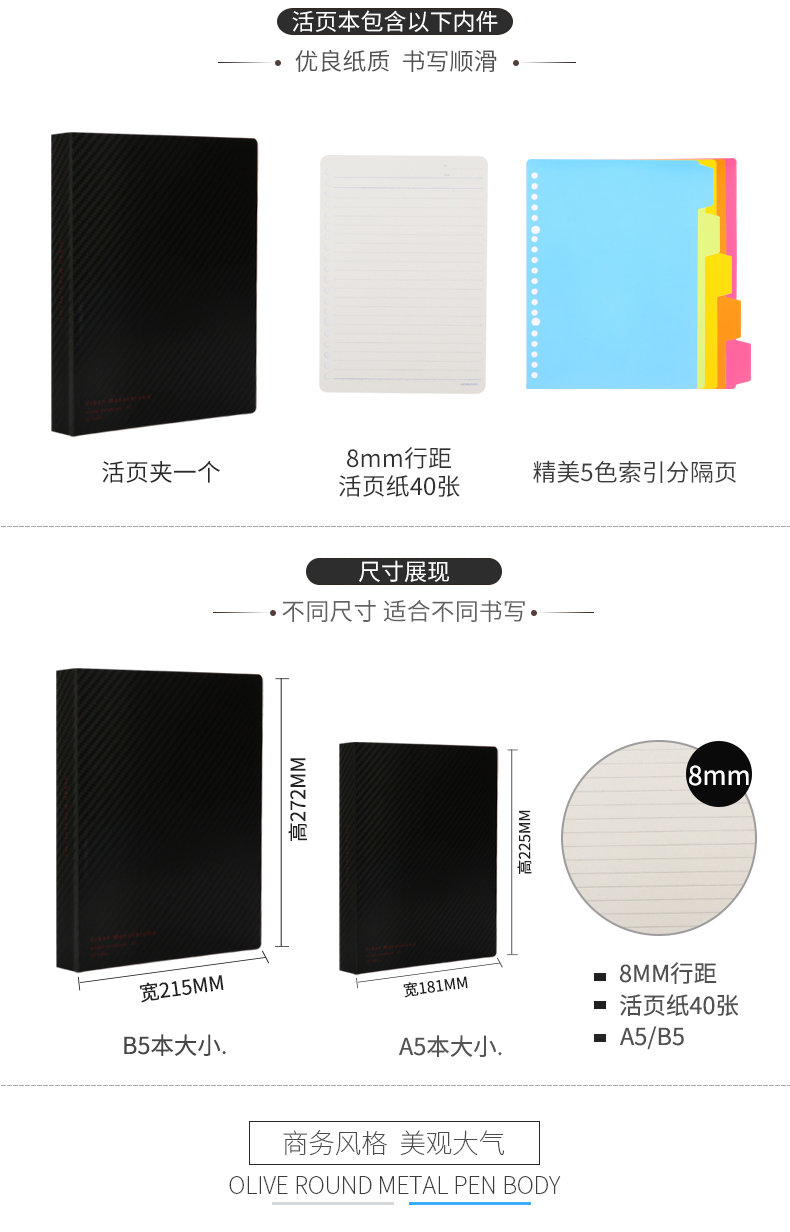 活页本包含以下内件
优良纸质 书写顺滑
活页夹一个
8mm行距
活页纸40张
精美5色索引分隔页
尺寸展现
不同尺寸 适合不同书写
高272MM
宽215MM
B5本大小.
高225MM
宽181MM
A5本大小.
8mm
8MM行距
活页纸40张
A5/B5
商务风格 美观大气
OLIVE ROUND METAL PEN BODY